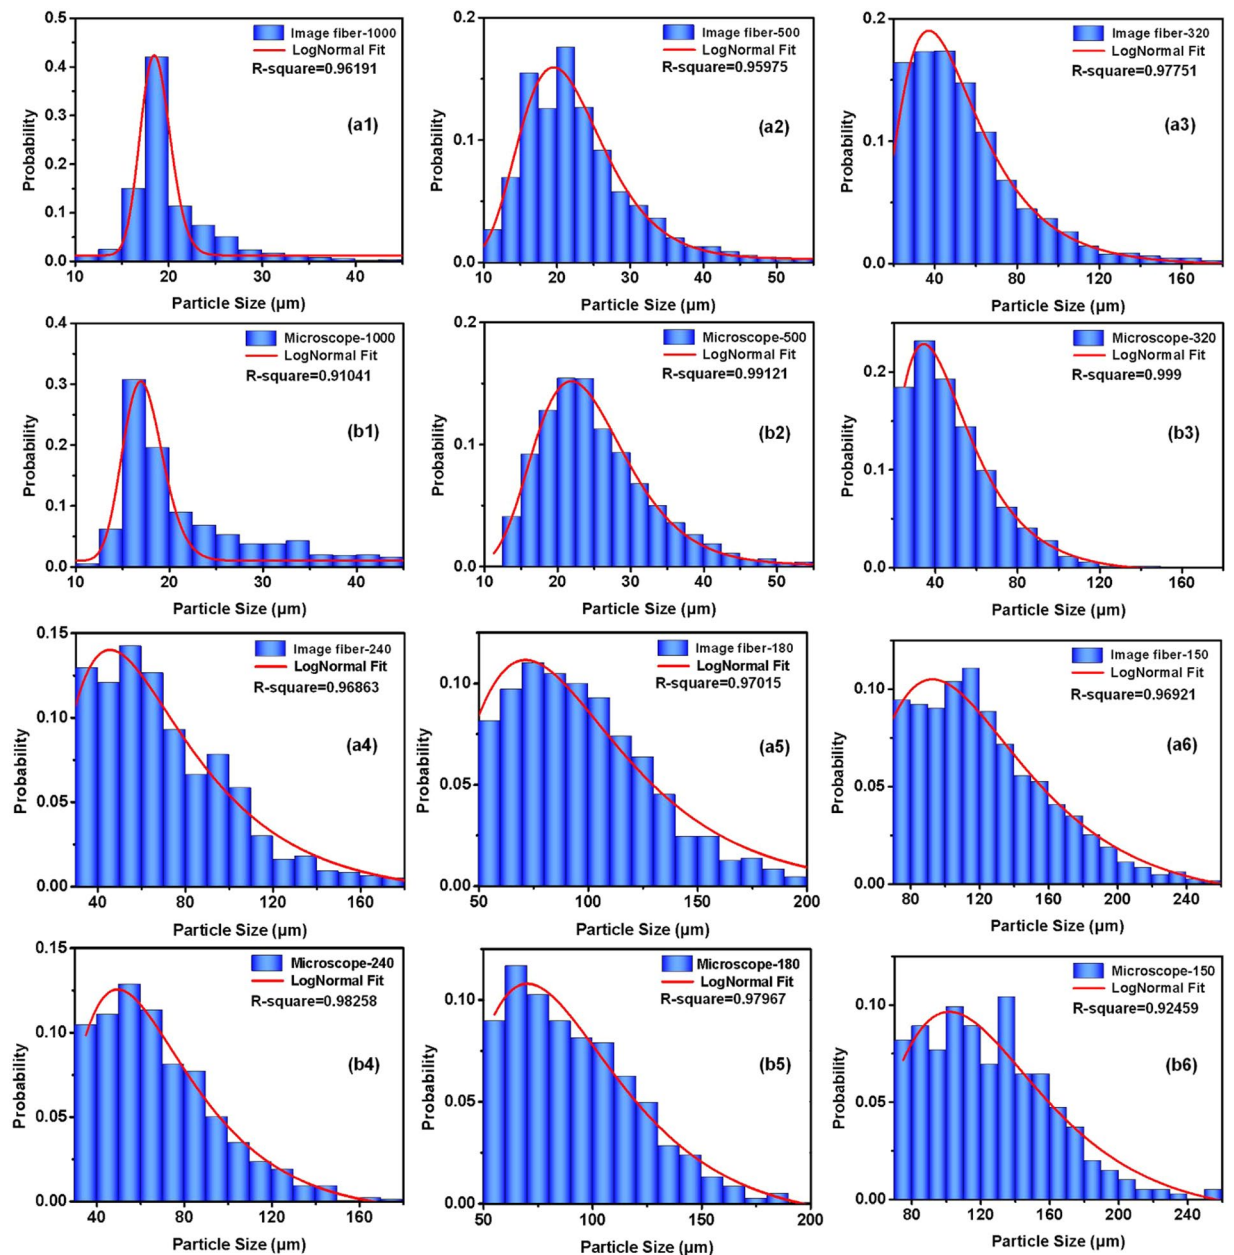 0.5
0.4
0.3
0.2
0.1
0.0
Probability
Image fiber-1000
LogNormal Fit
R-square=0.96191
(a1)
10 20 30 40
Particle Size (µm)
0.2
0.1
0.0
Probability
Image fiber-500
LogNormal Fit
R-square=0.95975
(a2)
10 20 30 40 50
Particle Size (µm)
0.2
0.1
0.0
Probability
Image fiber-320
LogNormal Fit
R-square=0.97751
(a3)
40 80 120 160
Particle Size (µm)
0.4
0.3
0.2
0.1
0.0
Probability
Microscope-1000
LogNormal Fit
R-square=0.91041
(b1)
10 20 30 40
Particle Size (µm)
0.2
0.1
0.0
Probability
Microscope-500
LogNormal Fit
R-square=0.99121
(b2)
10 20 30 40 50
Particle Size (µm)
0.2
0.1
0.0
Probability
Microscope-320
LogNormal Fit
R-square=0.999
(b3)
40 80 120 160
Particle Size (µm)
0.15
0.10
0.05
0.00
Probability
Image fiber-240
LogNormal Fit
R-square=0.96863
(a4)
40 80 120 160
Particle Size (µm)
0.10
0.05
0.00
Probability
Image fiber-180
LogNormal Fit
R-square=0.97015
(a5)
50 100 150 200
Particle Size (µm)
0.10
0.05
0.00
Probability
Image fiber-150
LogNormal Fit
R-square=0.96921
(a6)
80 120 160 200 240
Particle Size (µm)
0.15
0.10
0.05
0.00
Probability
Microscope-240
LogNormal Fit
R-square=0.98258
(b4)
40 80 120 160
Particle Size (µm)
0.10
0.05
0.00
Probability
Microscope-180
LogNormal Fit
R-square=0.97967
(b5)
50 100 150 200
Particle Size (µm)
0.10
0.05
0.00
Probability
Microscope-150
LogNormal Fit
R-square=0.92459
(b6)
80 120 160 200 240
Particle Size (µm)